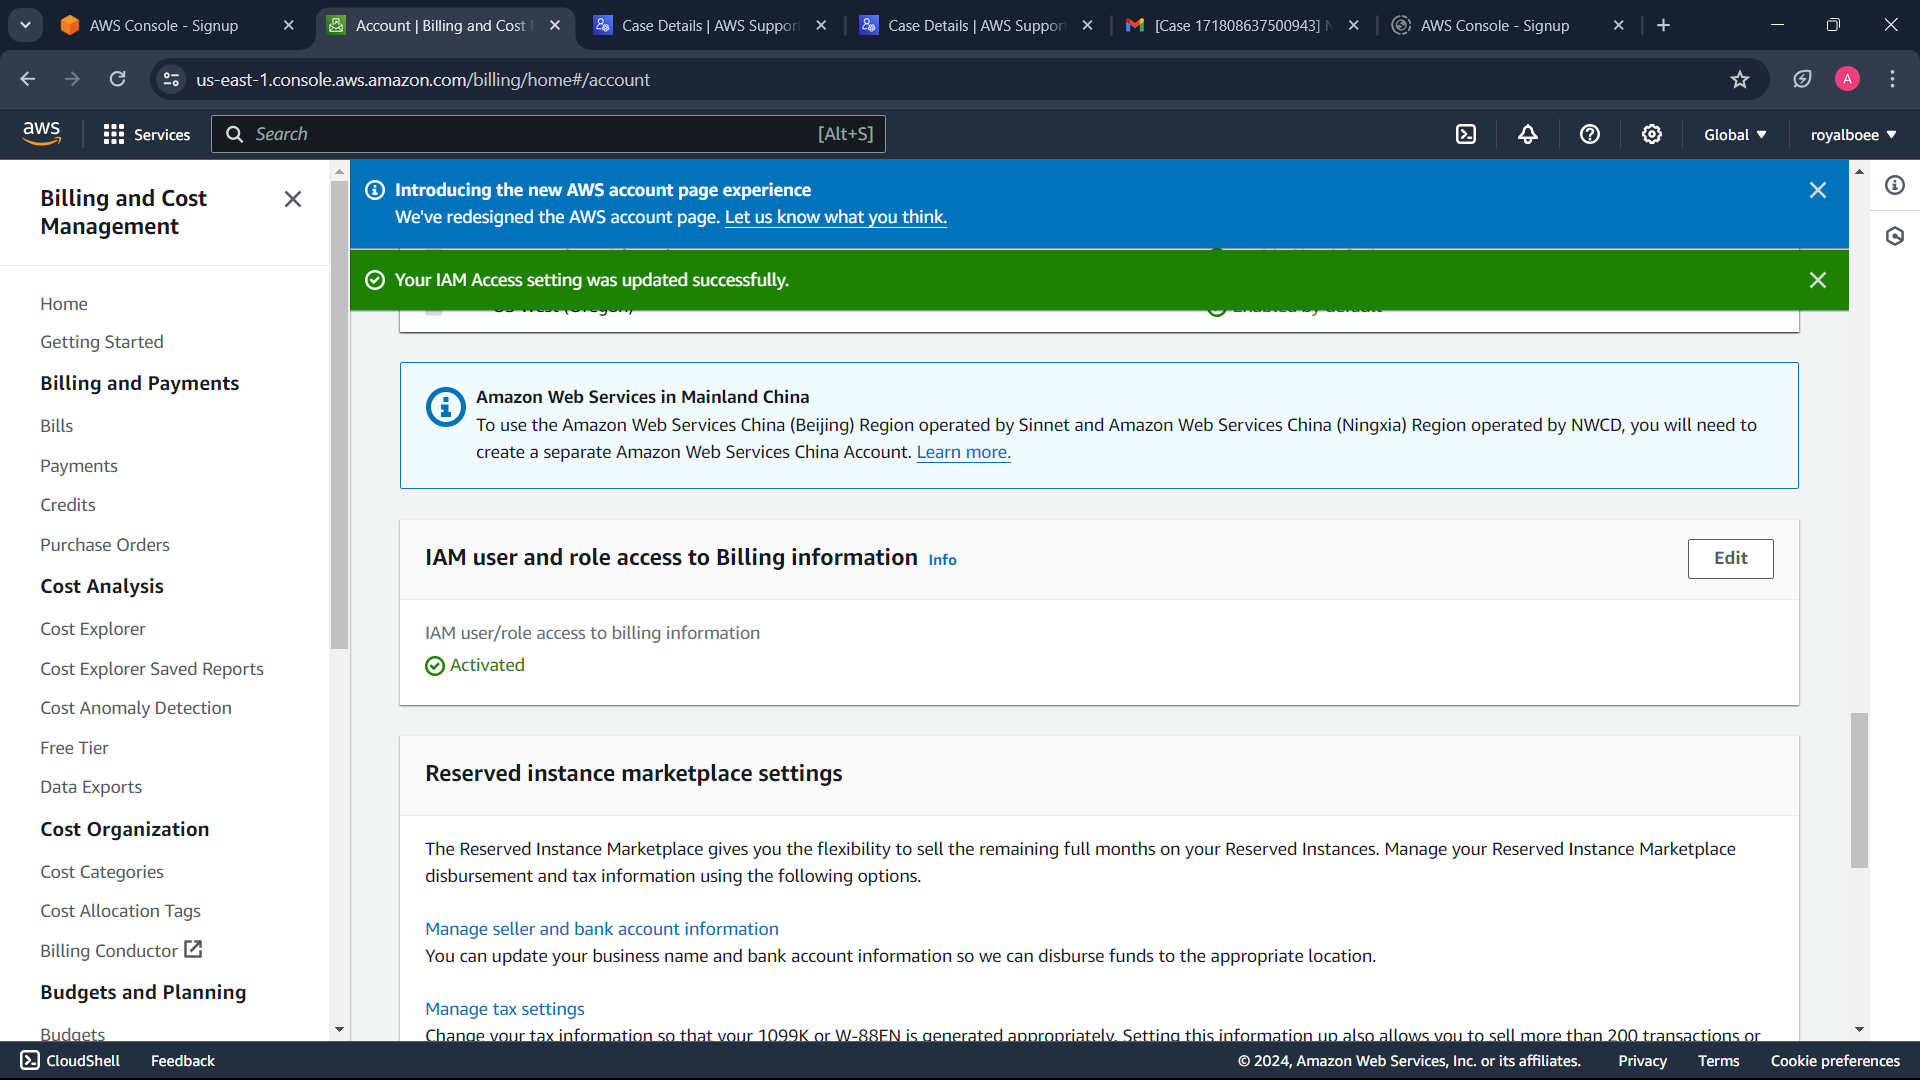 AWS Console - Signup
Account | Billing and Cost
Case Details | AWS Suppor
Case Details | AWS Suppor
[Case 171808637500943]
AWS Console - Signup
us-east-1.console.aws.amazon.com/billing/home#/account
A
aws
Services
Search
[Alt+S]
Global
royalboee
Billing and Cost
Management
Home
Getting Started
Billing and Payments
Bills
Payments
Credits
Purchase Orders
Cost Analysis
Cost Explorer
Cost Explorer Saved Reports
Cost Anomaly Detection
Free Tier
Data Exports
Cost Organization
Cost Categories
Cost Allocation Tags
Billing Conductor
Budgets and Planning
Budgets
Introducing the new AWS account page experience
We've redesigned the AWS account page. Let us know what you think.
Your IAM Access setting was updated successfully.
US West (Oregon)
Enabled by default
Amazon Web Services in Mainland China
To use the Amazon Web Services China (Beijing) Region operated by Sinnet and Amazon Web Services China (Ningxia) Region operated by NWCD, you will need to
create a separate Amazon Web Services China Account. Learn more.
IAM user and role access to Billing information Info
Edit
IAM user/role access to billing information
Activated
Reserved instance marketplace settings
The Reserved Instance Marketplace gives you the flexibility to sell the remaining full months on your Reserved Instances. Manage your Reserved Instance Marketplace
disbursement and tax information using the following options.
Manage seller and bank account information
You can update your business name and bank account information so we can disburse funds to the appropriate location.
Manage tax settings
Change your tax information so that your 1099K or W-8BEN is generated appropriately. Setting this information up also allows you to sell more than 200 transactions or
CloudShell
Feedback
© 2024, Amazon Web Services, Inc. or its affiliates.
Privacy
Terms
Cookie preferences